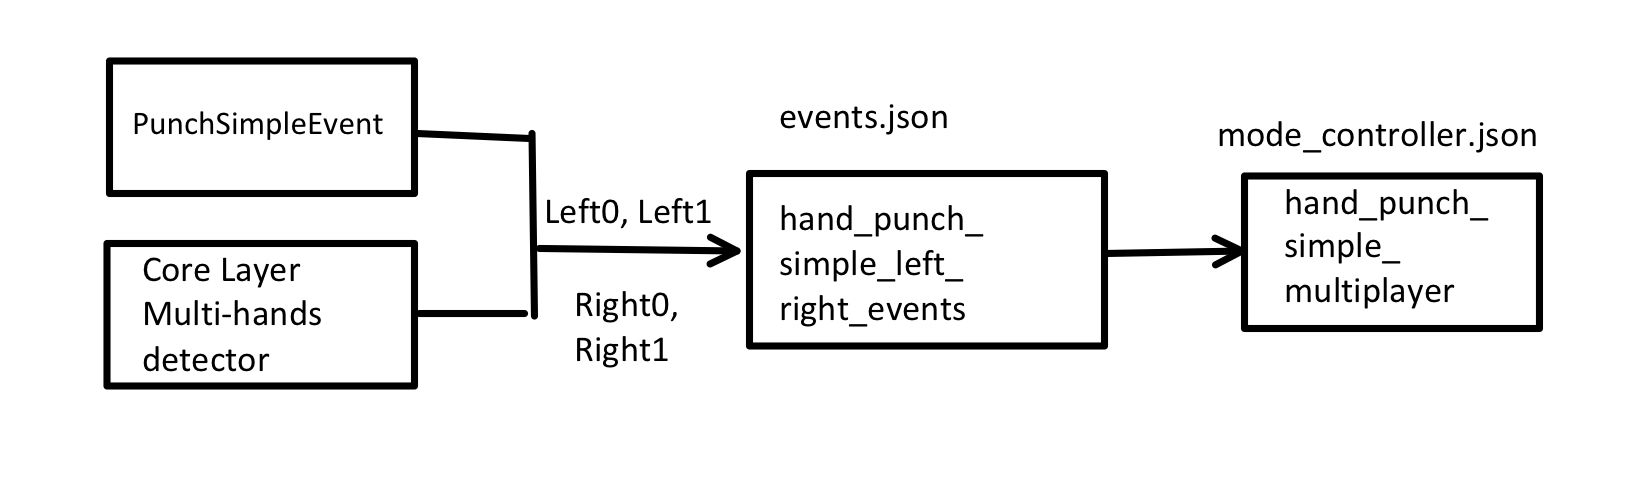 PunchSimpleEvent
Core Layer
Multi-hands
detector
Left0, Left1
Right0,
Right1
events.json
hand_punch_
simple_left_
right_events
mode_controller.json
hand_punch_
simple_
multiplayer